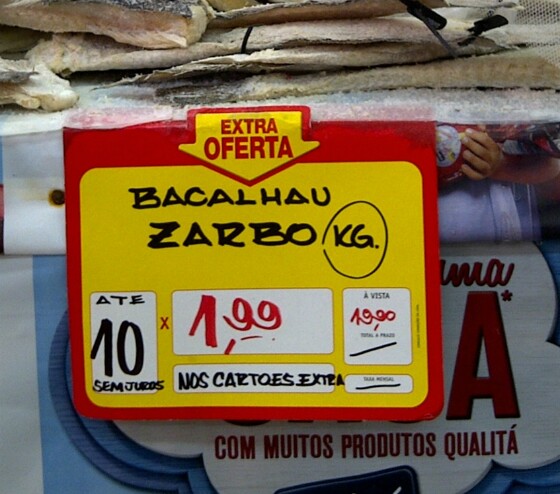 EXTRA
OFERTA
BACALHAU
ZARBO KG.
ATE
10
SEM JUROS
X
1,99
À VISTA
19,90
TOTAL A PRAZO
NOS CARTOES EXTRA
TAXA MENSAL
A*
COM MUITOS PRODUTOS QUALITÁ